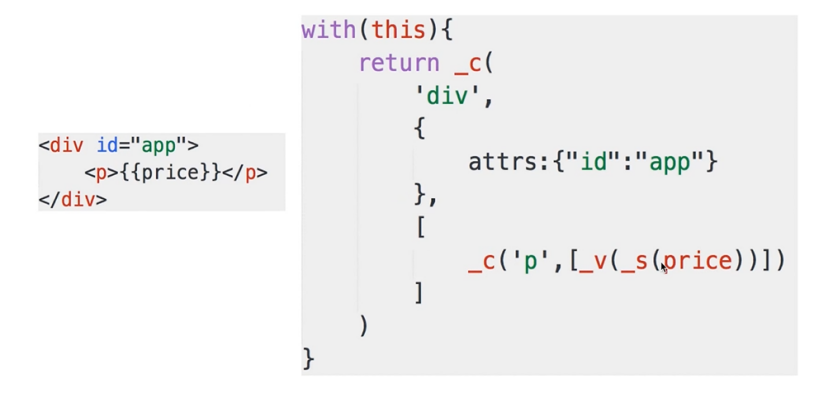 <div id="app">
    <p>{{price}}</p>
</div>
with(this){
    return _c(
        'div',
        {
            attrs:{"id":"app"}
        },
        [
            _c('p',[_v(_s(price))])
        ]
    )
}